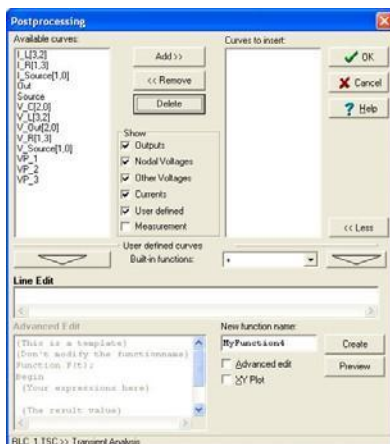 Postprocessing
Available curves:
Curves to insert:
I_L[3,2]
I_R[1,3]
I_Source[1,0]
Out
Source
V_C[2,0]
V_L[3,2]
V_Out[2,0]
V_R[1,3]
V_Source[1,0]
VP_1
VP_2
VP_3
Add >>
<< Remove
Delete
Show
Outputs
Nodal Voltages
Other Voltages
Currents
User defined
Measurement
OK
Cancel
? Help
<< Less
User defined curves
Built-in functions:
+
Line Edit
Advanced Edit
(This is a template)
(Don't modify the functionname)
Function F(t);
Begin
(Your expressions here)
(The result value)
New function name:
MyFunction4
Create
Advanced edit
Preview
XY Plot
RLC_1.TSC >> Transient Analysis